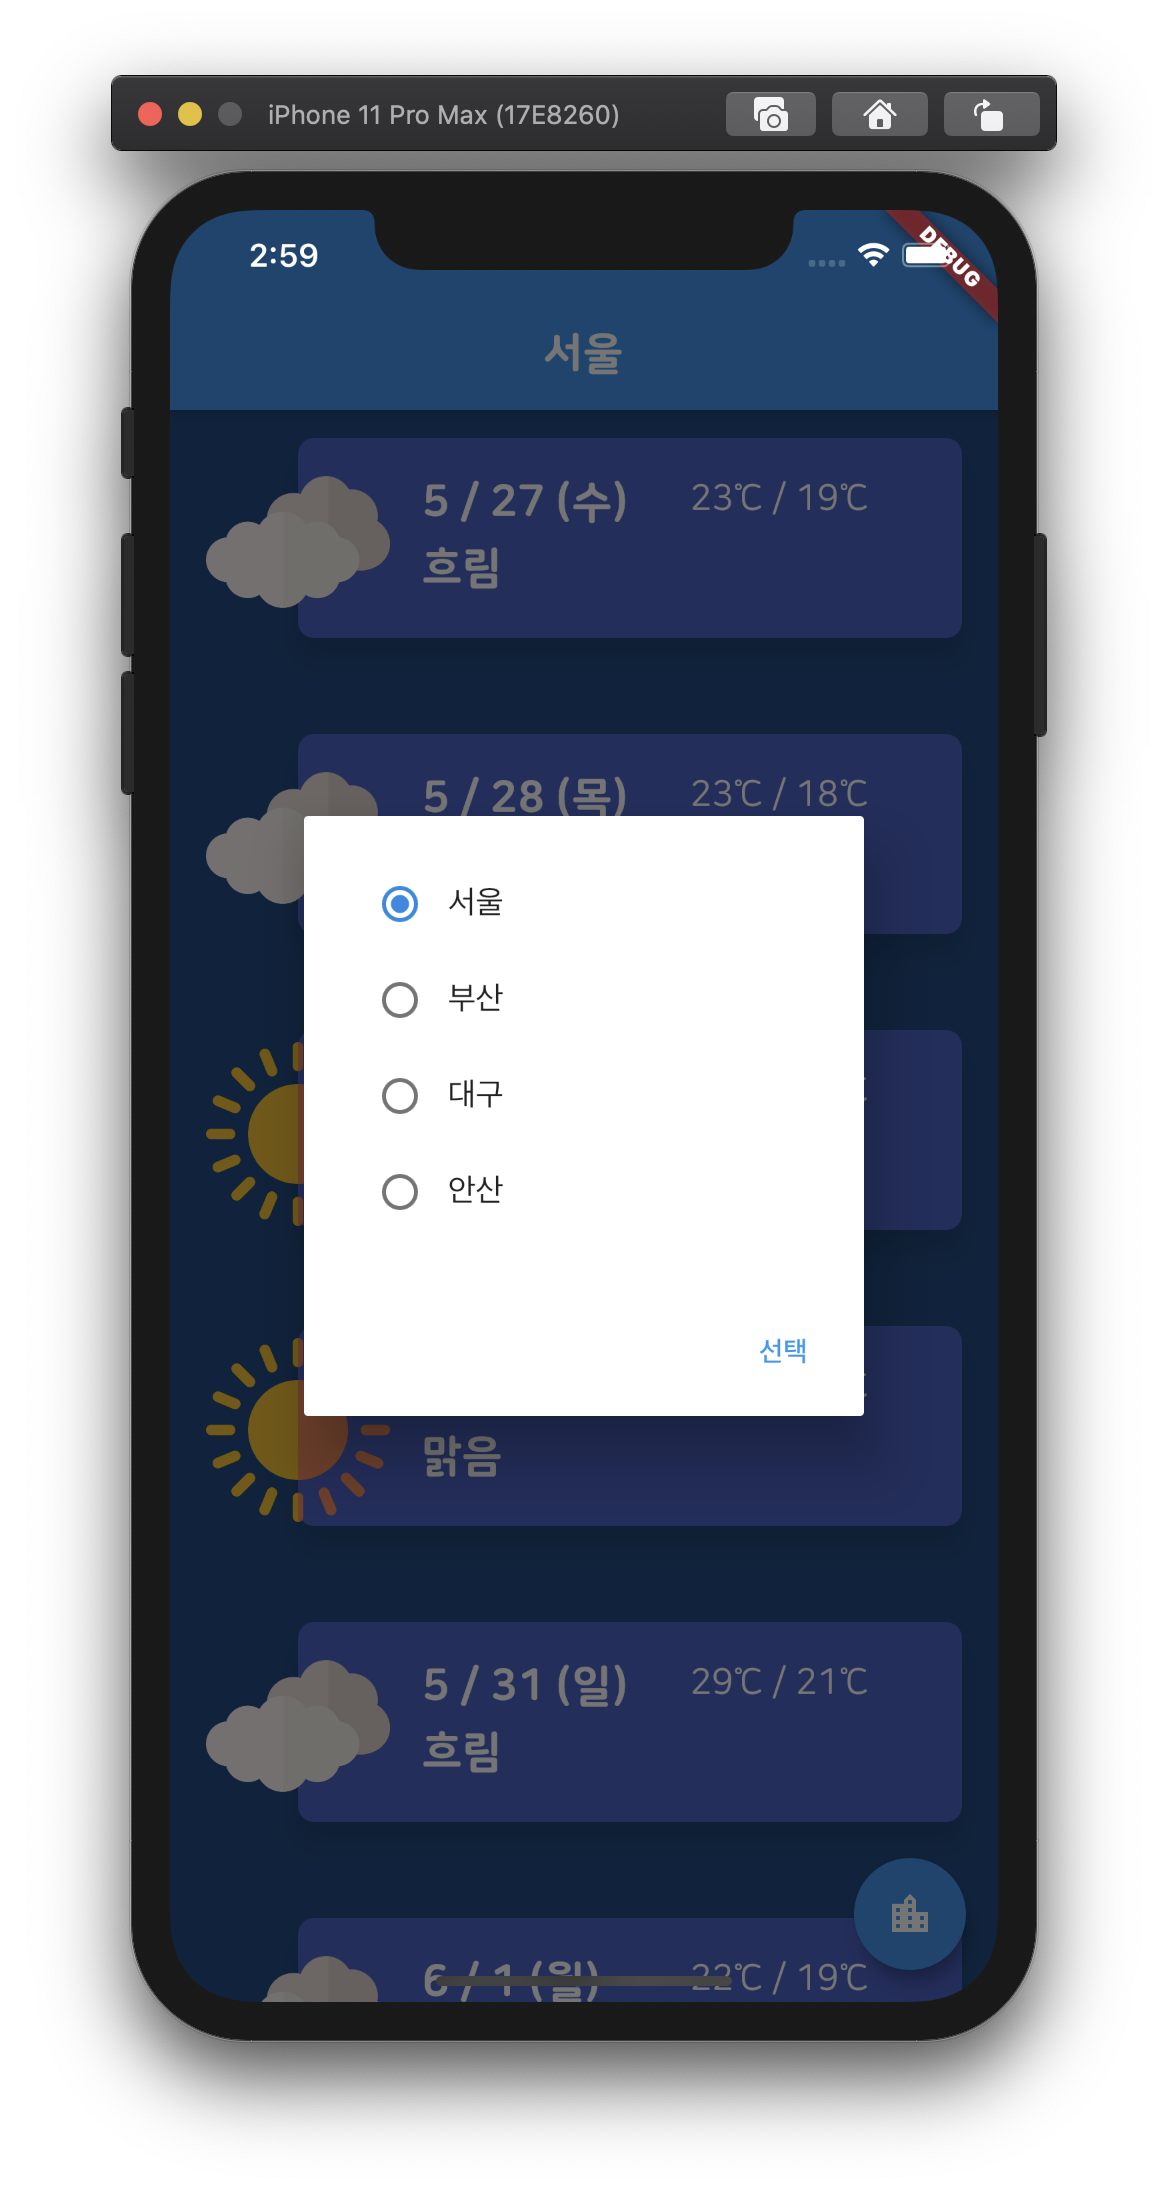 iPhone 11 Pro Max (17E8260)
2:59
DEBUG
서울
5 / 27 (수) 23℃ / 19℃
흐림
5 / 28 (목) 23℃ / 18℃
서울
부산
대구
안산
선택
맑음
5 / 31 (일) 29℃ / 21℃
흐림
6 / 1 (월) 22℃ / 19℃